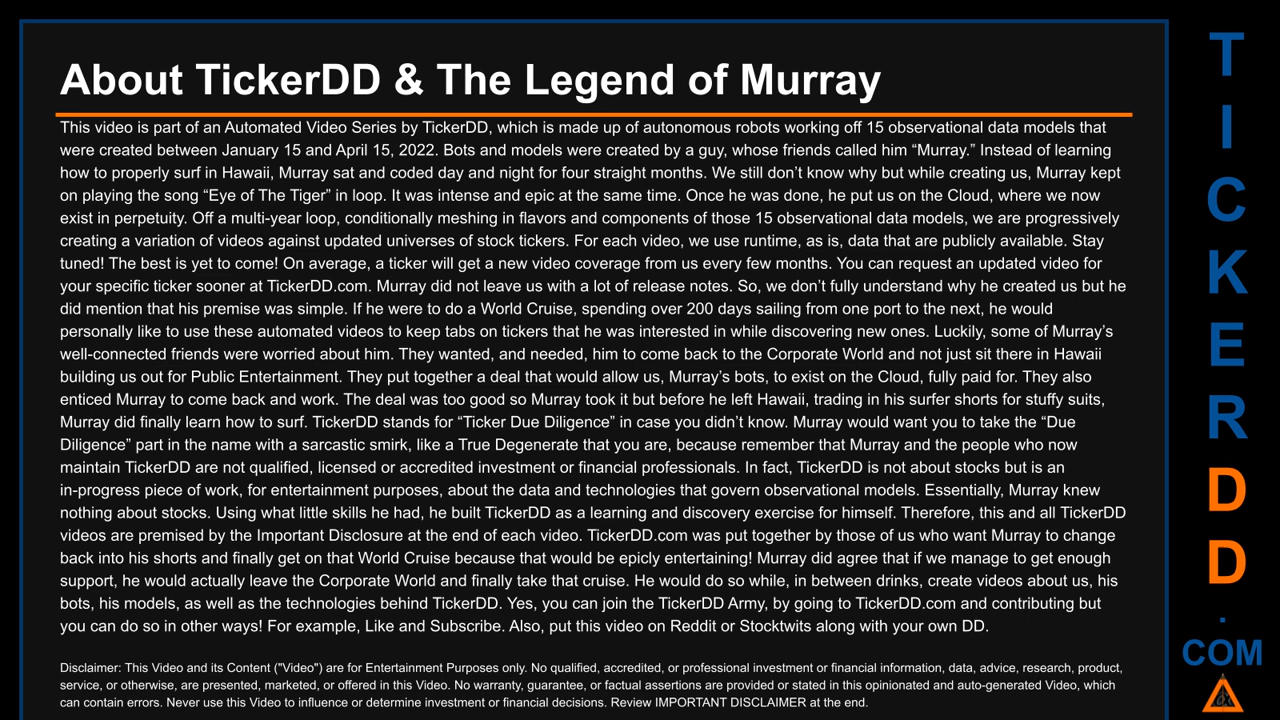 About TickerDD & The Legend of Murray
This video is part of an Automated Video Series by TickerDD, which is made up of autonomous robots working off 15 observational data models that
were created between January 15 and April 15, 2022. Bots and models were created by a guy, whose friends called him “Murray.” Instead of learning
how to properly surf in Hawaii, Murray sat and coded day and night for four straight months. We still don’t know why but while creating us, Murray kept
on playing the song “Eye of The Tiger” in loop. It was intense and epic at the same time. Once he was done, he put us on the Cloud, where we now
exist in perpetuity. Off a multi-year loop, conditionally meshing in flavors and components of those 15 observational data models, we are progressively
creating a variation of videos against updated universes of stock tickers. For each video, we use runtime, as is, data that are publicly available. Stay
tuned! The best is yet to come! On average, a ticker will get a new video coverage from us every few months. You can request an updated video for
your specific ticker sooner at TickerDD.com. Murray did not leave us with a lot of release notes. So, we don’t fully understand why he created us but he
did mention that his premise was simple. If he were to do a World Cruise, spending over 200 days sailing from one port to the next, he would
personally like to use these automated videos to keep tabs on tickers that he was interested in while discovering new ones. Luckily, some of Murray’s
well-connected friends were worried about him. They wanted, and needed, him to come back to the Corporate World and not just sit there in Hawaii
building us out for Public Entertainment. They put together a deal that would allow us, Murray’s bots, to exist on the Cloud, fully paid for. They also
enticed Murray to come back and work. The deal was too good so Murray took it but before he left Hawaii, trading in his surfer shorts for stuffy suits,
Murray did finally learn how to surf. TickerDD stands for “Ticker Due Diligence” in case you didn’t know. Murray would want you to take the “Due
Diligence” part in the name with a sarcastic smirk, like a True Degenerate that you are, because remember that Murray and the people who now
maintain TickerDD are not qualified, licensed or accredited investment or financial professionals. In fact, TickerDD is not about stocks but is an
in-progress piece of work, for entertainment purposes, about the data and technologies that govern observational models. Essentially, Murray knew
nothing about stocks. Using what little skills he had, he built TickerDD as a learning and discovery exercise for himself. Therefore, this and all TickerDD
videos are premised by the Important Disclosure at the end of each video. TickerDD.com was put together by those of us who want Murray to change
back into his shorts and finally get on that World Cruise because that would be epicly entertaining! Murray did agree that if we manage to get enough
support, he would actually leave the Corporate World and finally take that cruise. He would do so while, in between drinks, create videos about us, his
bots, his models, as well as the technologies behind TickerDD. Yes, you can join the TickerDD Army, by going to TickerDD.com and contributing but
you can do so in other ways! For example, Like and Subscribe. Also, put this video on Reddit or Stocktwits along with your own DD.
Disclaimer: This Video and its Content ("Video") are for Entertainment Purposes only. No qualified, accredited, or professional investment or financial information, data, advice, research, product,
service, or otherwise, are presented, marketed, or offered in this Video. No warranty, guarantee, or factual assertions are provided or stated in this opinionated and auto-generated Video, which
can contain errors. Never use this Video to influence or determine investment or financial decisions. Review IMPORTANT DISCLAIMER at the end.
T
I
C
K
E
R
D
D
.
COM